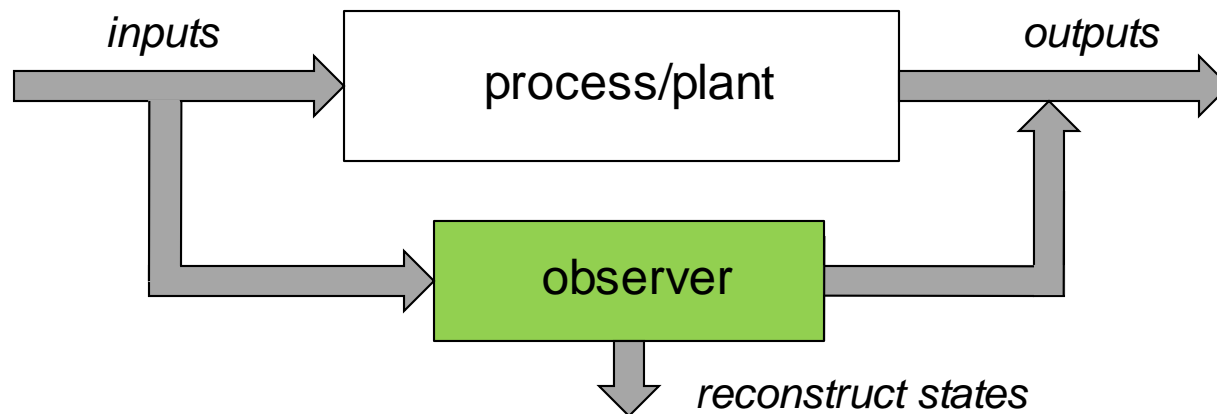 inputs
outputs
process/plant
observer
reconstruct states